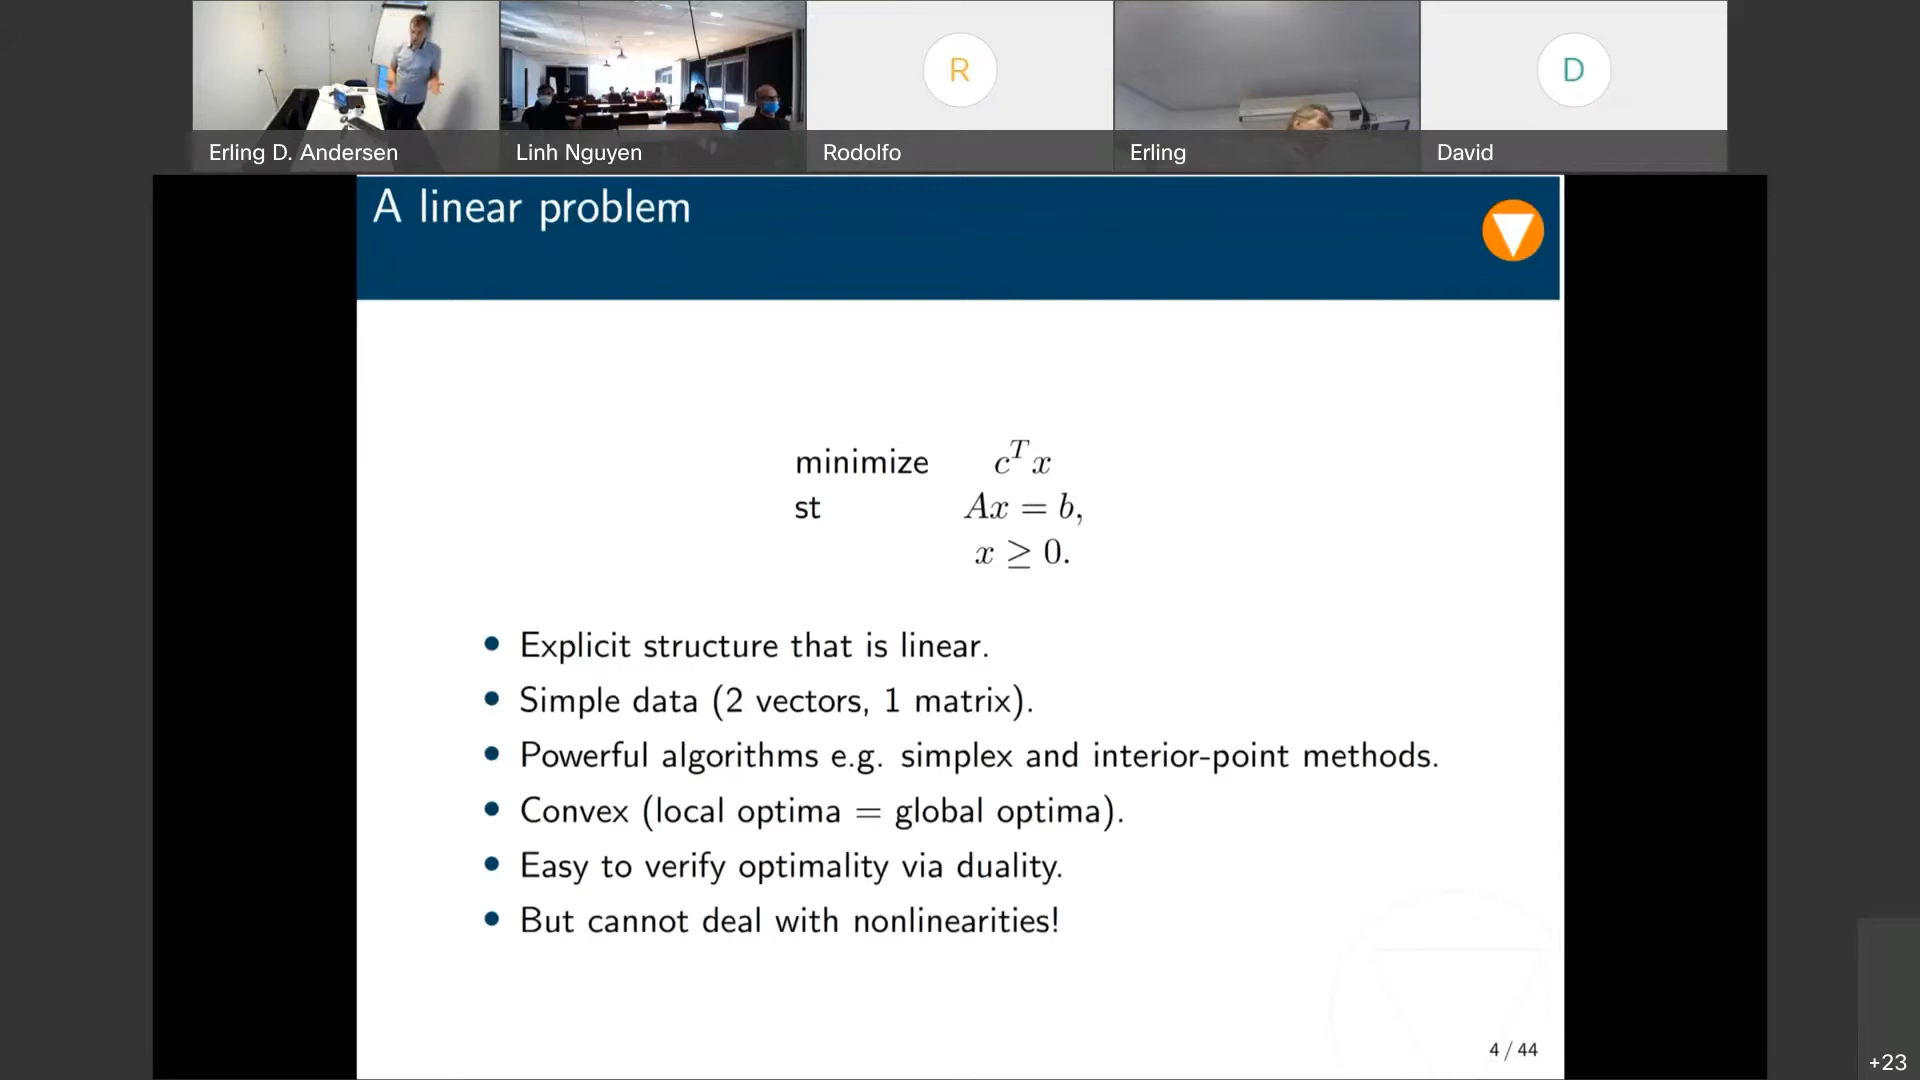 R
D
Erling D. Andersen
Linh Nguyen
Rodolfo
Erling
David
A linear problem
minimize c^T x
st Ax = b,
x ≥ 0.
• Explicit structure that is linear.
• Simple data (2 vectors, 1 matrix).
• Powerful algorithms e.g. simplex and interior-point methods.
• Convex (local optima = global optima).
• Easy to verify optimality via duality.
• But cannot deal with nonlinearities!
4 / 44
+23